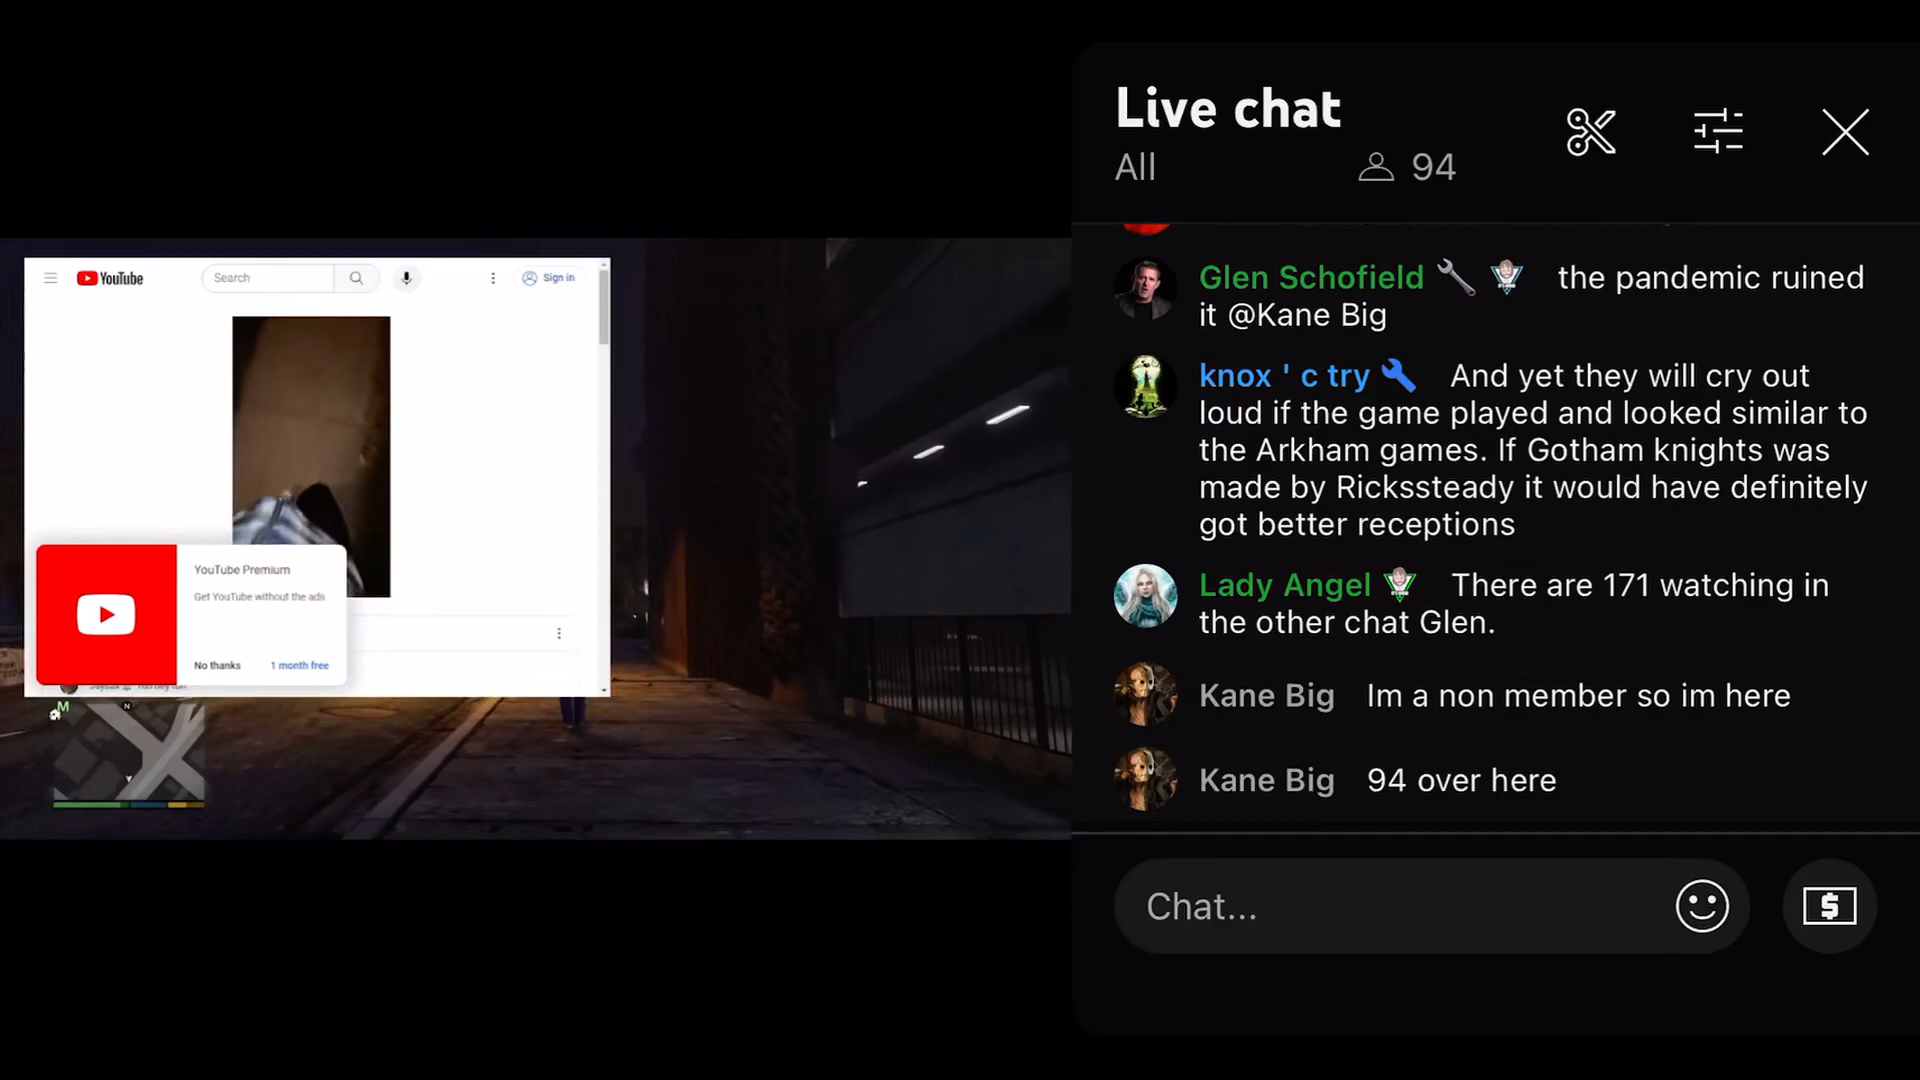 YouTube
Search
Sign in
YouTube Premium
Get YouTube without the ads
No thanks
1 month free
M
N
Live chat
All
94
Glen Schofield the pandemic ruined
it @Kane Big
knox ' c try And yet they will cry out
loud if the game played and looked similar to
the Arkham games. If Gotham knights was
made by Rickssteady it would have definitely
got better receptions
Lady Angel There are 171 watching in
the other chat Glen.
Kane Big Im a non member so im here
Kane Big 94 over here
Chat...
$